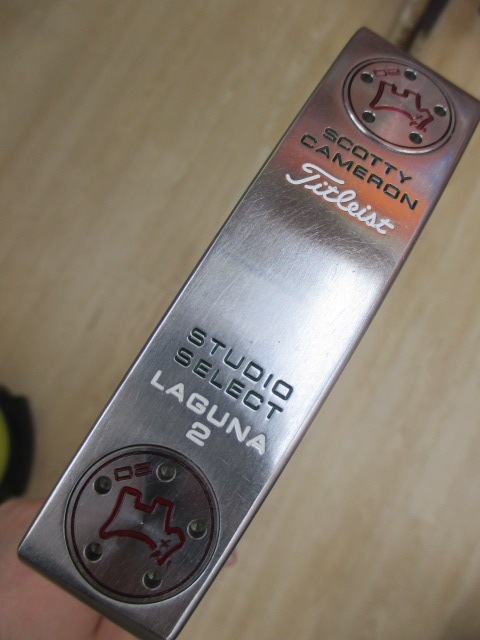 SCOTTY
CAMERON
Titleist
STUDIO
SELECT
LAGUNA
2